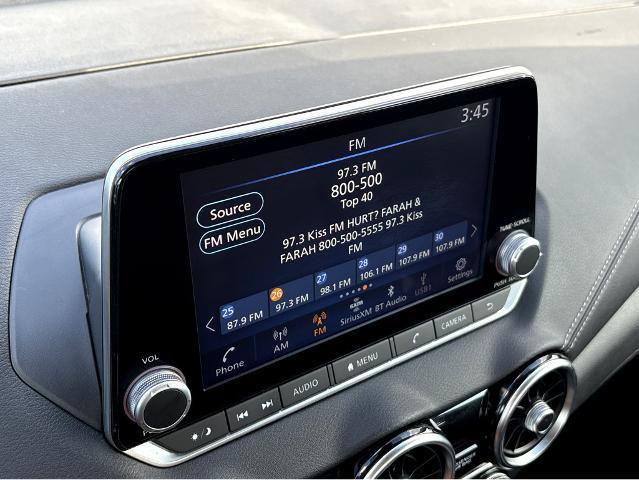 3:45
FM
97.3 FM
800-500
Top 40
Source
FM Menu
97.3 Kiss FM HURT? FARAH &
FARAH 800-500-5555 97.3 Kiss
FM
25 26 27 28 29 30
87.9 FM 97.3 FM 98.1 FM 106.1 FM 107.9 FM 107.9 FM
Phone AM FM SiriusXM BT Audio USB1 Settings
TUNE·SCROLL
VOL
AUDIO MENU CAMERA
PASSENGER
AIR BAG